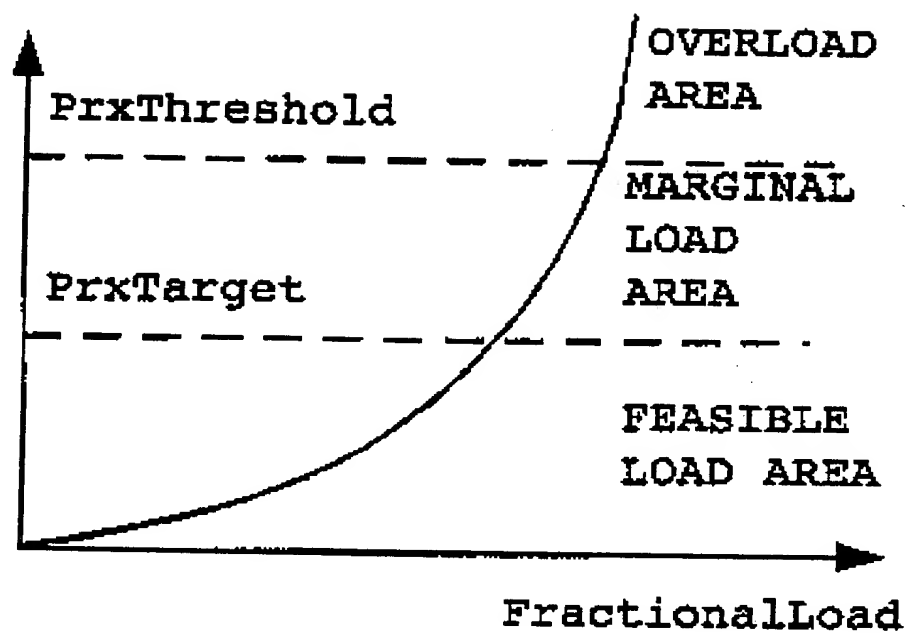 OVERLOAD
AREA
PrxThreshold
MARGINAL
LOAD
AREA
PrxTarget
FEASIBLE
LOAD AREA
FractionalLoad